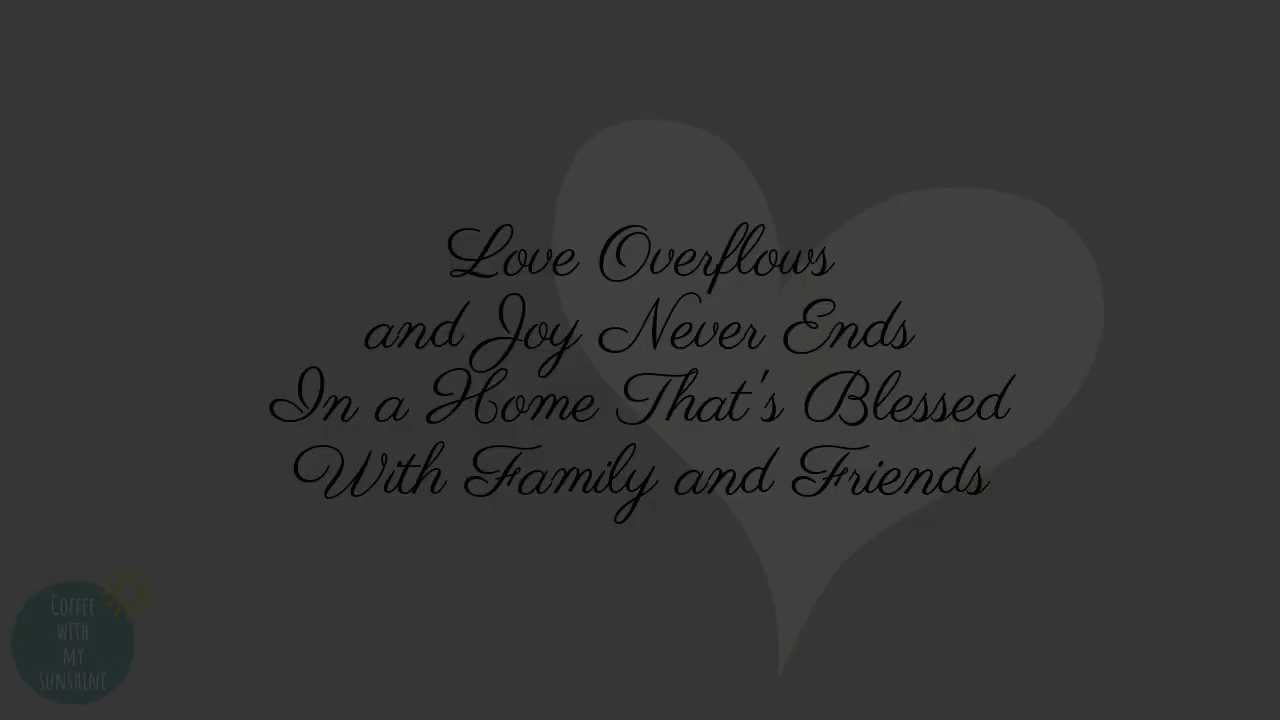 Love Overflows
and Joy Never Ends
In a Home That's Blessed
With Family and Friends
Coffee
with
my
sunshine